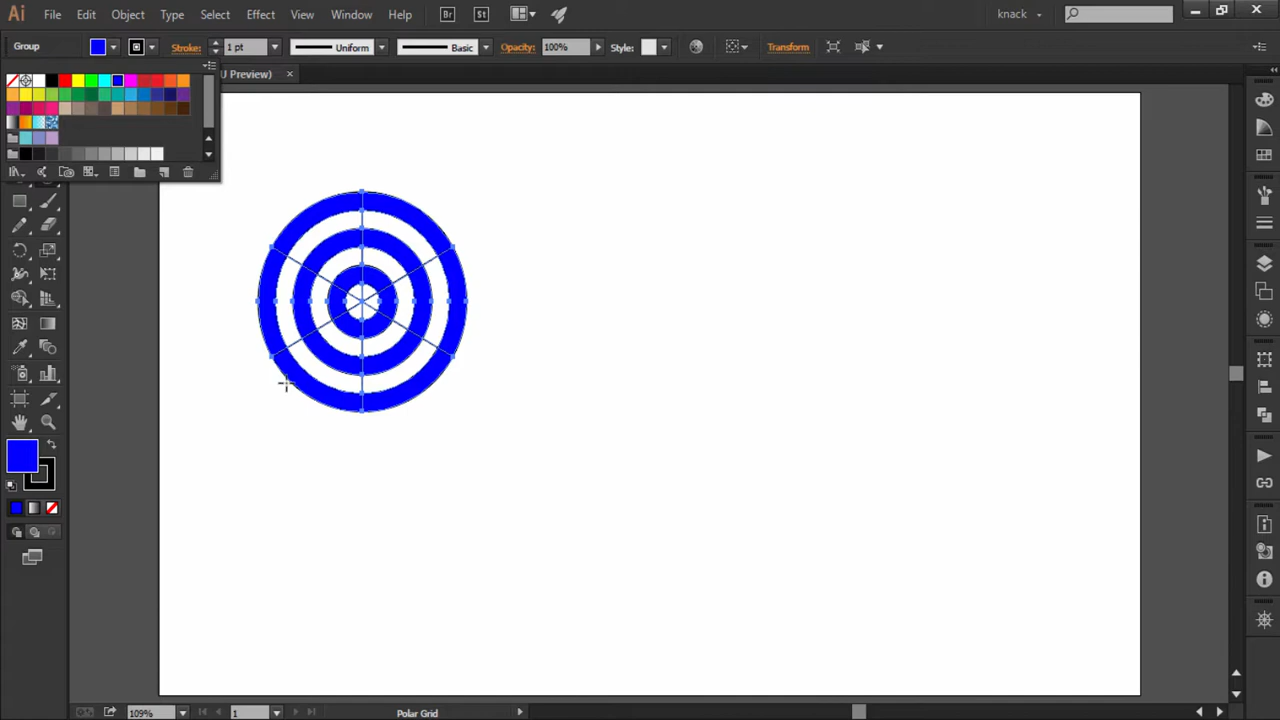 Ai File Edit Object Type Select Effect View Window Help Br St knack
Group Stroke: 1 pt Uniform Basic Opacity: 100% Style: Transform
U Preview) ×
109% 1 Polar Grid